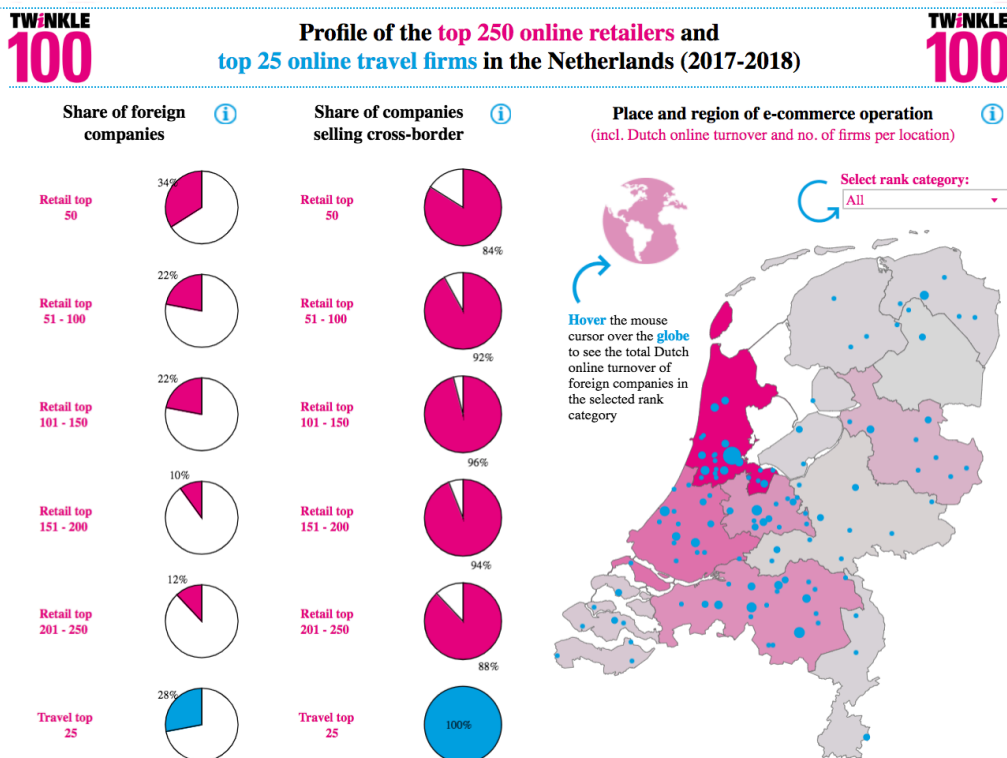 TWiNKLE
100
Profile of the top 250 online retailers and
top 25 online travel firms in the Netherlands (2017-2018)
TWiNKLE
100
Share of foreign
companies
i
Share of companies
selling cross-border
i
Place and region of e-commerce operation
(incl. Dutch online turnover and no. of firms per location)
i
Select rank category:
All
Retail top
50
34%
Retail top
50
84%
Retail top
51 - 100
22%
Retail top
51 - 100
92%
Hover the mouse
cursor over the globe
to see the total Dutch
online turnover of
foreign companies in
the selected rank
category
Retail top
101 - 150
22%
Retail top
101 - 150
96%
Retail top
151 - 200
10%
Retail top
151 - 200
94%
Retail top
201 - 250
12%
Retail top
201 - 250
88%
Travel top
25
28%
Travel top
25
100%